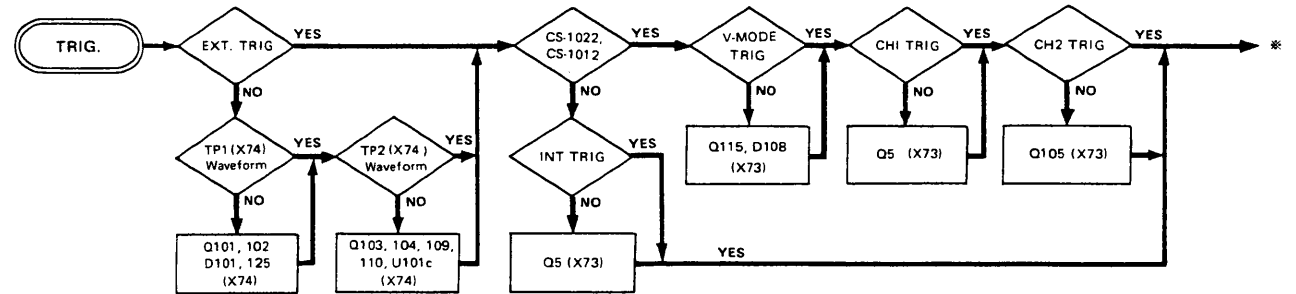 TRIG.
EXT. TRIG
YES
NO
TP1 (X74)
Waveform
YES
NO
Q101, 102
D101, 125
(X74)
TP2 (X74)
Waveform
YES
NO
Q103, 104, 109,
110, U101c
(X74)
CS-1022,
CS-1012
YES
NO
INT TRIG
YES
NO
Q5 (X73)
YES
V-MODE
TRIG
YES
NO
Q115, D108
(X73)
CH1 TRIG
YES
NO
Q5 (X73)
CH2 TRIG
YES
NO
Q105 (X73)
※